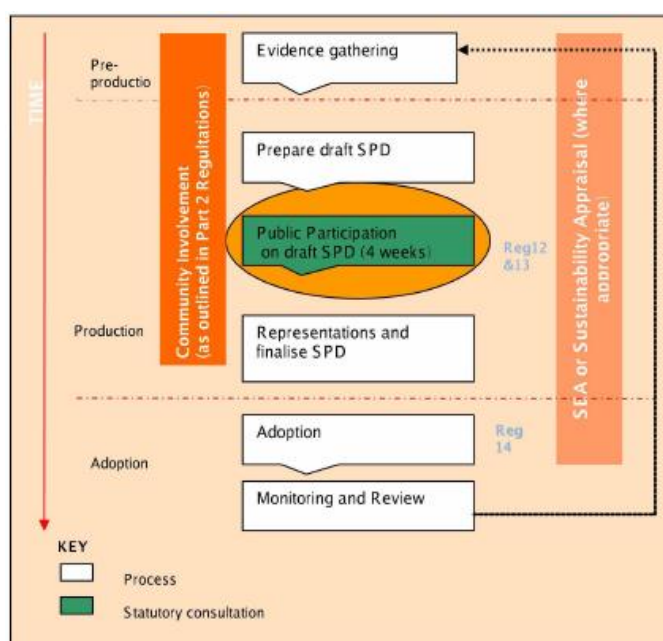 TIME
Pre-
productio
Community Involvement
(as outlined in Part 2 Regultations)
Evidence gathering
Prepare draft SPD
Public Participation
on draft SPD (4 weeks)
Reg12
&13
SEA or Sustainability Appraisal (where
appropriate)
Production
Representations and
finalise SPD
Adoption
Adoption
Reg
14
Monitoring and Review
KEY
Process
Statutory consultation